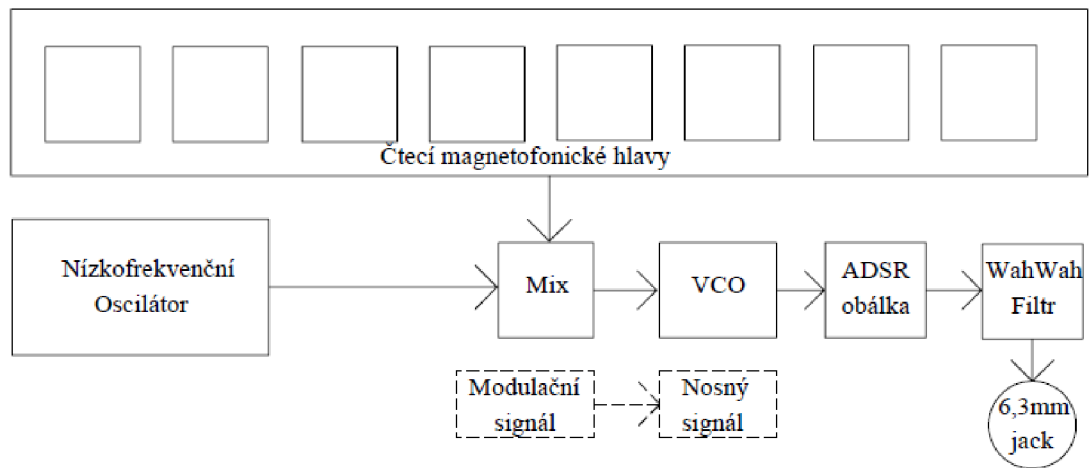 Čtecí magnetofonické hlavy
Nízkofrekvenční
Oscilátor
Mix
VCO
ADSR
obálka
WahWah
Filtr
Modulační
signál
Nosný
signál
6,3mm
jack